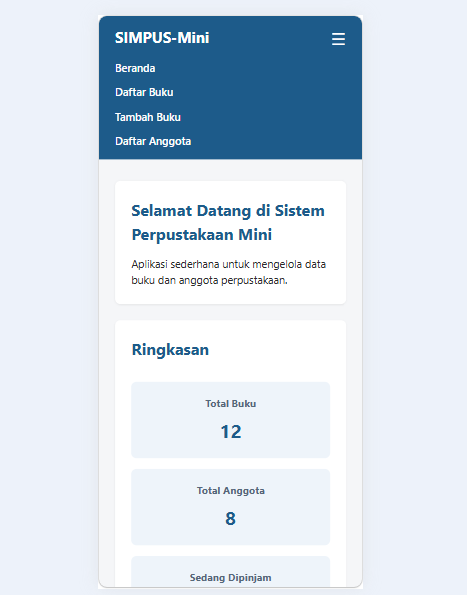 SIMPUS-Mini
Beranda
Daftar Buku
Tambah Buku
Daftar Anggota
Selamat Datang di Sistem
Perpustakaan Mini
Aplikasi sederhana untuk mengelola data
buku dan anggota perpustakaan.
Ringkasan
Total Buku
12
Total Anggota
8
Sedang Dipinjam